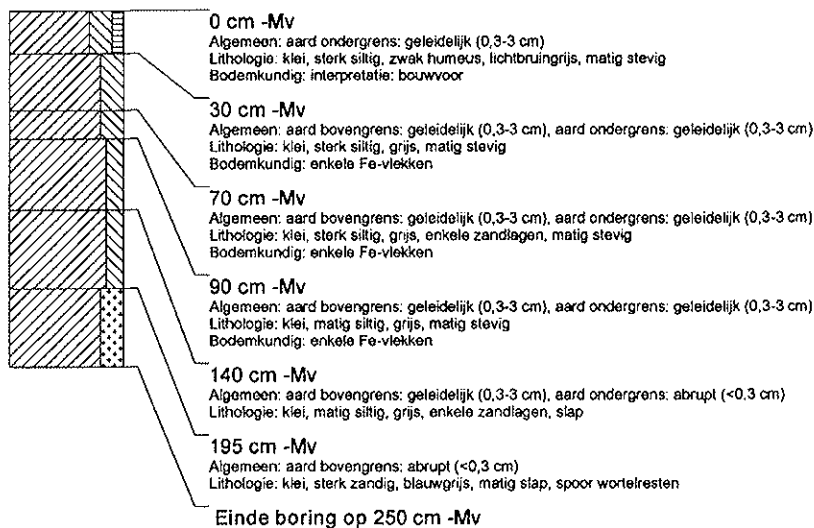 0 cm -Mv
Algemeen: aard ondergrens: geleidelijk (0,3-3 cm)
Lithologie: klei, sterk siltig, zwak humeus, lichtbruingrijs, matig stevig
Bodemkundig: interpretatie: bouwvoor
30 cm -Mv
Algemeen: aard bovengrens: geleidelijk (0,3-3 cm), aard ondergrens: geleidelijk (0,3-3 cm)
Lithologie: klei, sterk siltig, grijs, matig stevig
Bodemkundig: enkele Fe-vlekken
70 cm -Mv
Algemeen: aard bovengrens: geleidelijk (0,3-3 cm), aard ondergrens: geleidelijk (0,3-3 cm)
Lithologie: klei, sterk siltig, grijs, enkele zandlagen, matig stevig
Bodemkundig: enkele Fe-vlekken
90 cm -Mv
Algemeen: aard bovengrens: geleidelijk (0,3-3 cm), aard ondergrens: geleidelijk (0,3-3 cm)
Lithologie: klei, matig siltig, grijs, matig stevig
Bodemkundig: enkele Fe-vlekken
140 cm -Mv
Algemeen: aard bovengrens: geleidelijk (0,3-3 cm), aard ondergrens: abrupt (<0,3 cm)
Lithologie: klei, matig siltig, grijs, enkele zandlagen, slap
195 cm -Mv
Algemeen: aard bovengrens: abrupt (<0,3 cm)
Lithologie: klei, sterk zandig, blauwgrijs, matig slap, spoor wortelresten
Einde boring op 250 cm -Mv